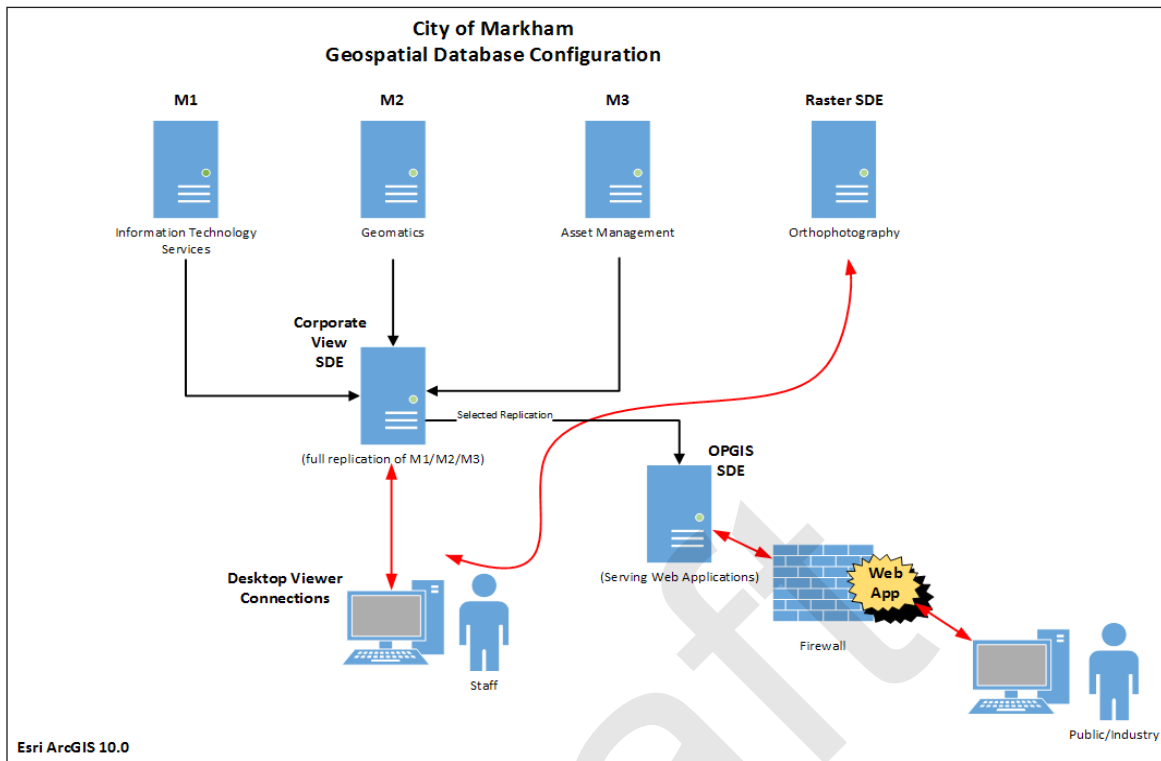 City of Markham
Geospatial Database Configuration
M1
M2
M3
Raster SDE
Information Technology
Services
Geomatics
Asset Management
Orthophotography
Corporate
View
SDE
Selected Replication
(full replication of M1/M2/M3)
OPGIS
SDE
(Serving Web Applications)
Desktop Viewer
Connections
Web
App
Firewall
Staff
Public/Industry
Esri ArcGIS 10.0
aft